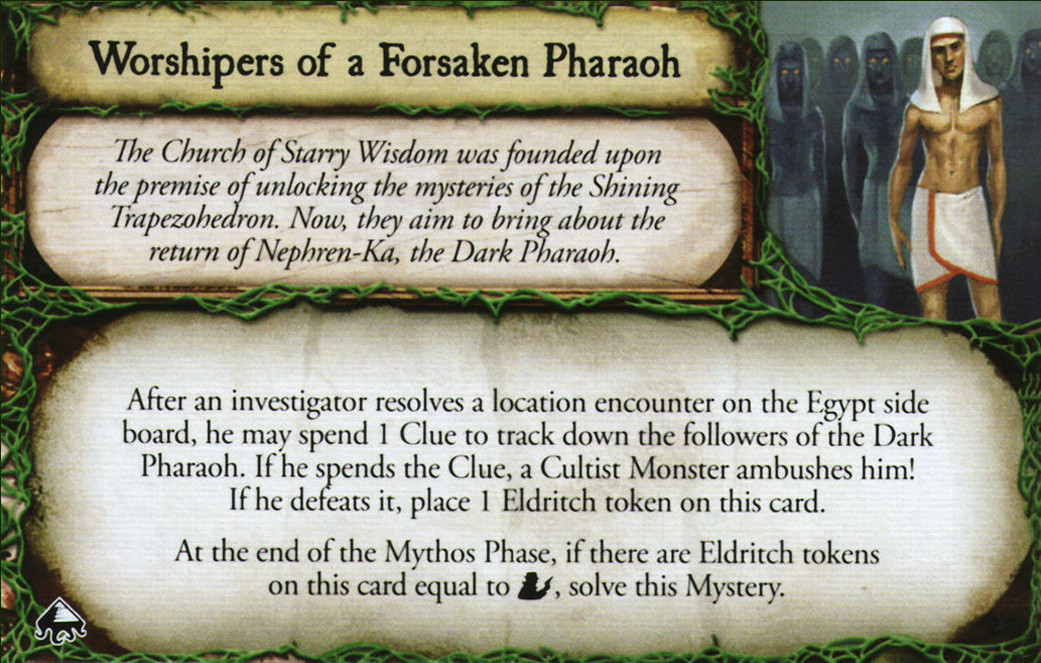 Worshipers of a Forsaken Pharaoh
The Church of Starry Wisdom was founded upon
the premise of unlocking the mysteries of the Shining
Trapezohedron. Now, they aim to bring about the
return of Nephren-Ka, the Dark Pharaoh.
After an investigator resolves a location encounter on the Egypt side
board, he may spend 1 Clue to track down the followers of the Dark
Pharaoh. If he spends the Clue, a Cultist Monster ambushes him!
If he defeats it, place 1 Eldritch token on this card.
At the end of the Mythos Phase, if there are Eldritch tokens
on this card equal to , solve this Mystery.